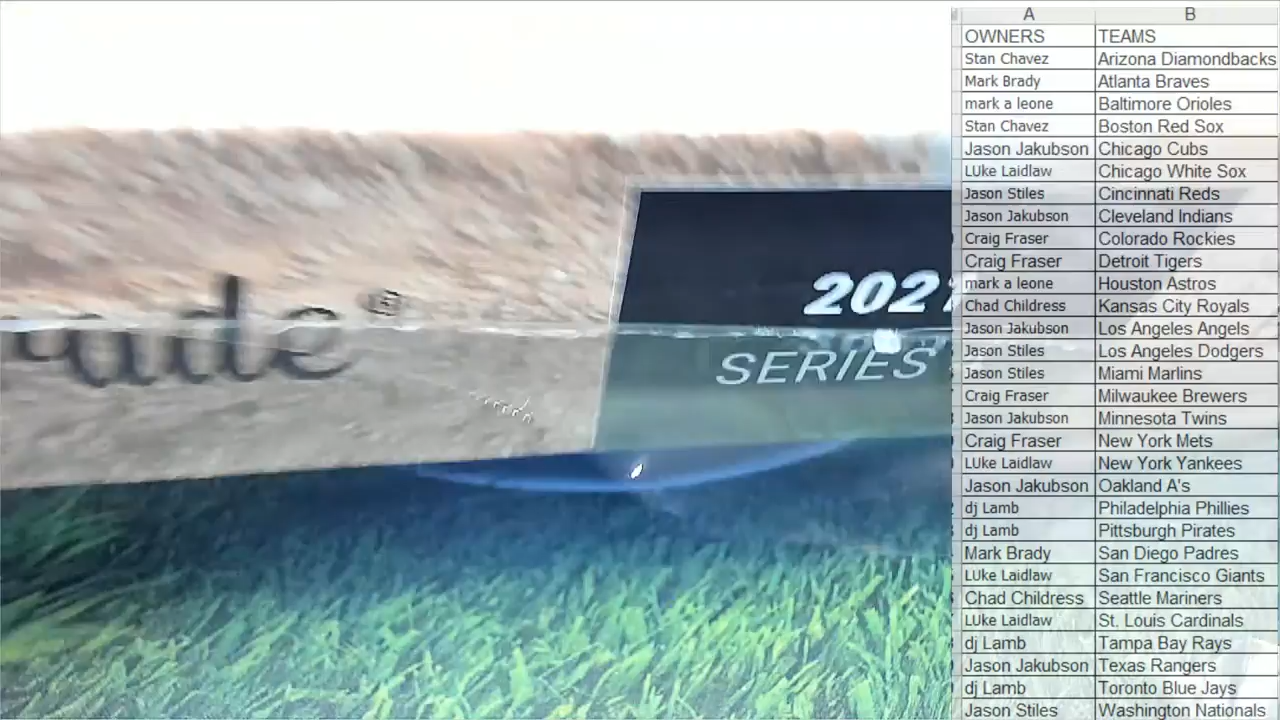 rade®
2021
SERIES
A B
OWNERS TEAMS
Stan Chavez Arizona Diamondbacks
Mark Brady Atlanta Braves
mark a leone Baltimore Orioles
Stan Chavez Boston Red Sox
Jason Jakubson Chicago Cubs
LUke Laidlaw Chicago White Sox
Jason Stiles Cincinnati Reds
Jason Jakubson Cleveland Indians
Craig Fraser Colorado Rockies
Craig Fraser Detroit Tigers
mark a leone Houston Astros
Chad Childress Kansas City Royals
Jason Jakubson Los Angeles Angels
Jason Stiles Los Angeles Dodgers
Jason Stiles Miami Marlins
Craig Fraser Milwaukee Brewers
Jason Jakubson Minnesota Twins
Craig Fraser New York Mets
LUke Laidlaw New York Yankees
Jason Jakubson Oakland A's
dj Lamb Philadelphia Phillies
dj Lamb Pittsburgh Pirates
Mark Brady San Diego Padres
LUke Laidlaw San Francisco Giants
Chad Childress Seattle Mariners
LUke Laidlaw St. Louis Cardinals
dj Lamb Tampa Bay Rays
Jason Jakubson Texas Rangers
dj Lamb Toronto Blue Jays
Jason Stiles Washington Nationals